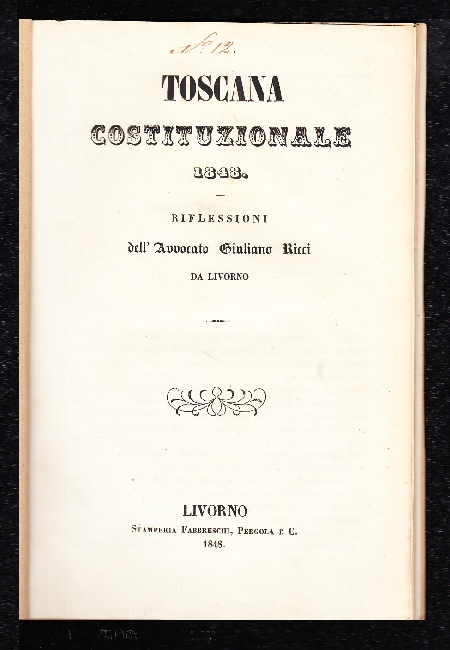 N.° 12.
TOSCANA
COSTITUZIONALE
1848.
RIFLESSIONI
dell' Avvocato Giuliano Ricci
DA LIVORNO
LIVORNO
STAMPERIA FABBRESCHI, PERGOLA E C.
1848.